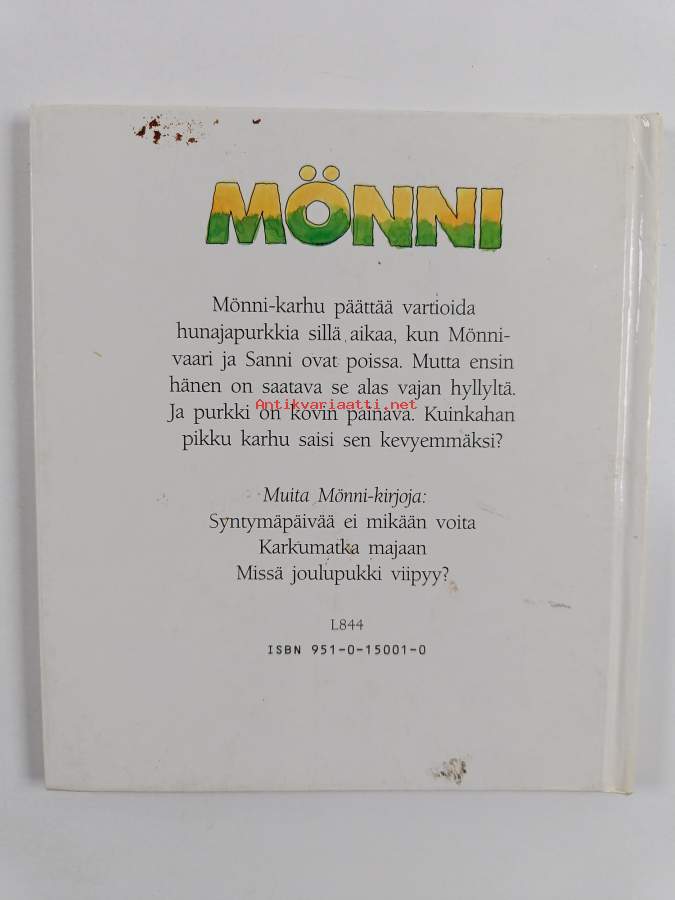 MÖNNI
Mönni-karhu päättää vartioida
hunajapurkkia sillä aikaa, kun Mönni-
vaari ja Sanni ovat poissa. Mutta ensin
hänen on saatava se alas vajan hyllyltä.
Antikvariaatti.net
Ja purkki on kovin painava. Kuinkahan
pikku karhu saisi sen kevyemmäksi?
Muita Mönni-kirjoja:
Syntymäpäivää ei mikään voita
Karkumatka majaan
Missä joulupukki viipyy?
L844
ISBN 951-0-15001-0